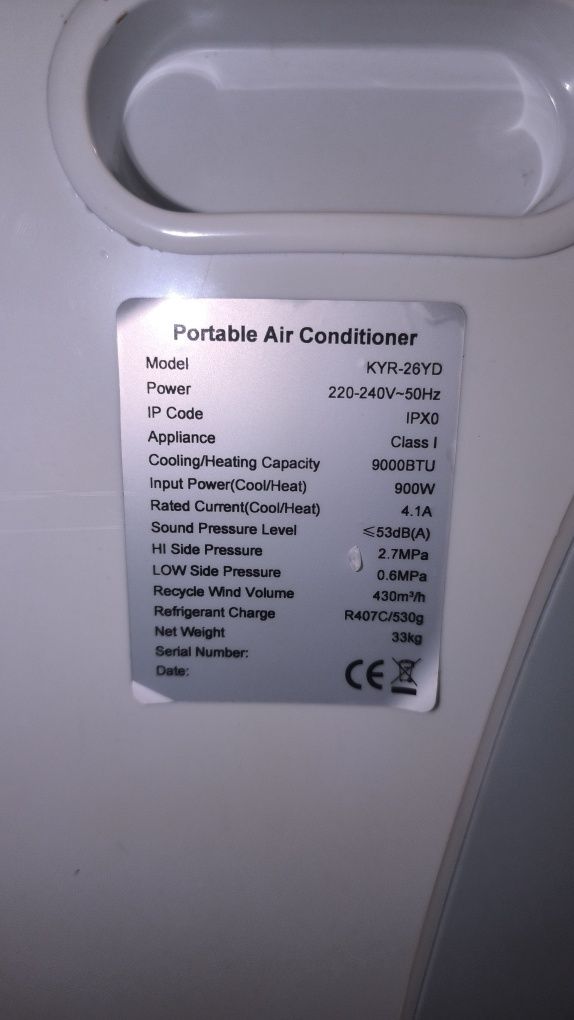 Portable Air Conditioner
Model KYR-26YD
Power 220-240V~50Hz
IP Code IPX0
Appliance Class I
Cooling/Heating Capacity 9000BTU
Input Power(Cool/Heat) 900W
Rated Current(Cool/Heat) 4.1A
Sound Pressure Level ≤53dB(A)
HI Side Pressure 2.7MPa
LOW Side Pressure 0.6MPa
Recycle Wind Volume 430m³/h
Refrigerant Charge R407C/530g
Net Weight 33kg
Serial Number:
Date:
CE